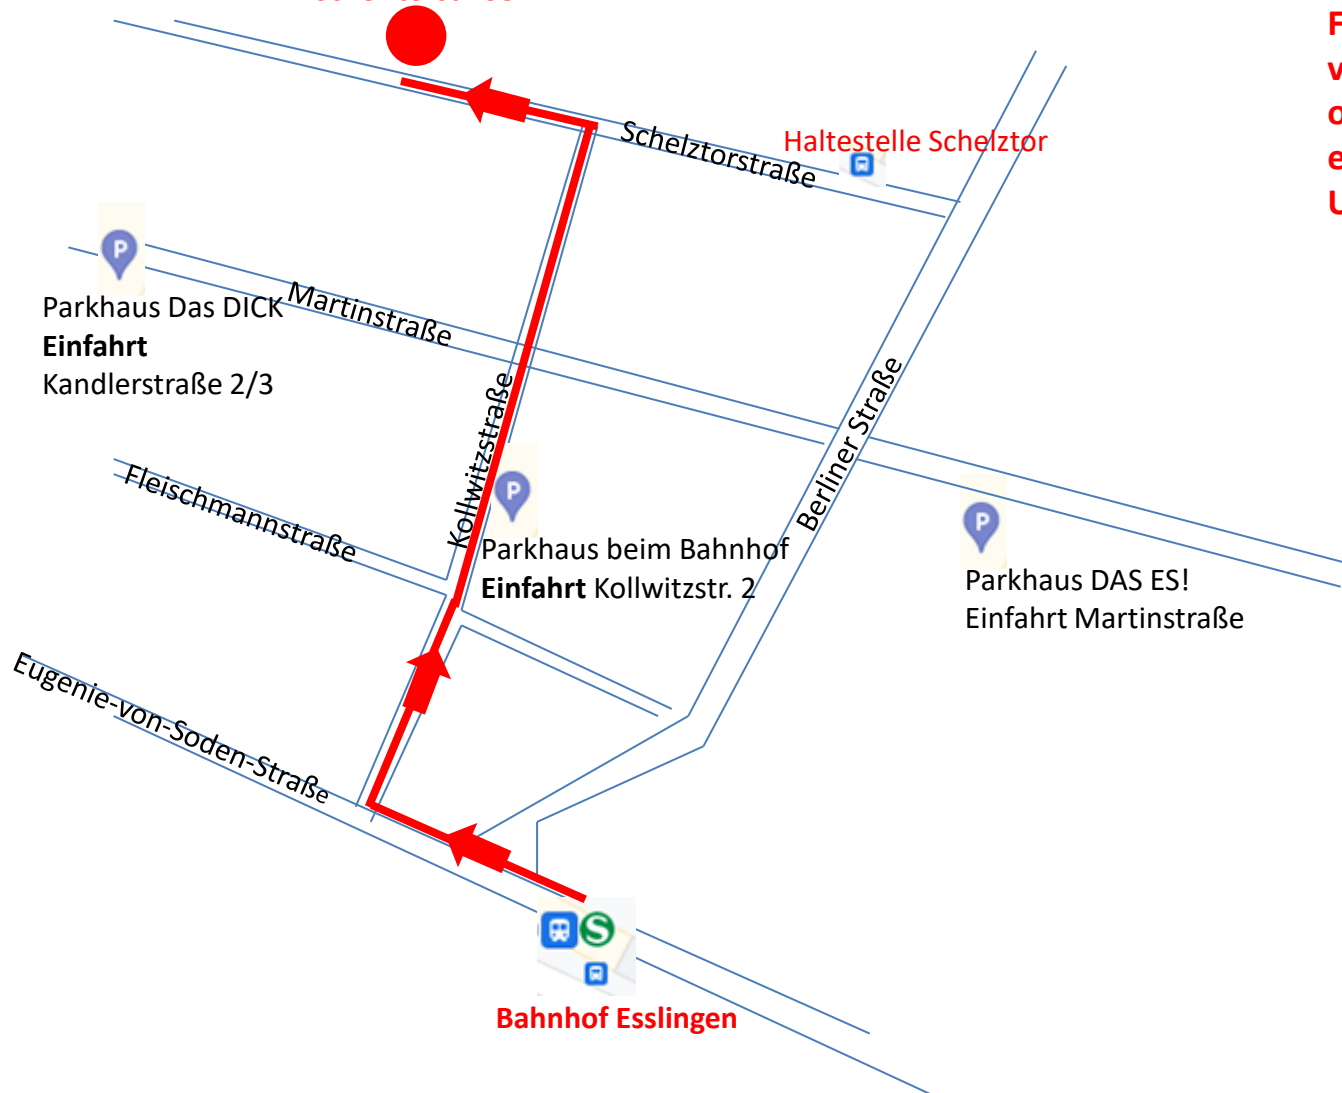 Schelztorstraße
Haltestelle Schelztor
P
Parkhaus Das DICK
Einfahrt
Kandlerstraße 2/3
Martinstraße
Kollwitzstraße
Berliner Straße
Fleischmannstraße
P
Parkhaus beim Bahnhof
Einfahrt Kollwitzstr. 2
P
Parkhaus DAS ES!
Einfahrt Martinstraße
Eugenie-von-Soden-Straße
S
Bahnhof Esslingen